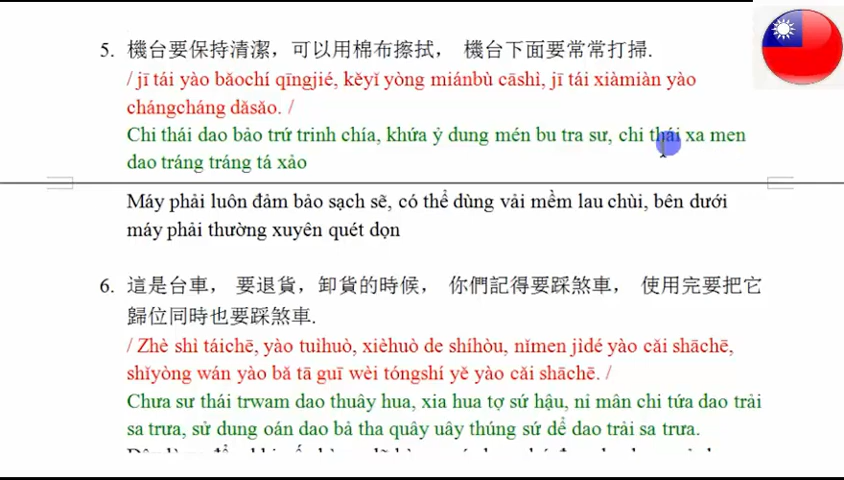 5. 機台要保持清潔，可以用棉布擦拭， 機台下面要常常打掃.
/ jī tái yào bǎochí qīngjié, kěyǐ yòng miánbù cāshì, jī tái xiàmiàn yào
chángcháng dǎsǎo. /
Chi thái dao bảo trứ trinh chía, khứa ỷ dung mén bu tra sư, chi thái xa men
dao tráng tráng tá xảo
Máy phải luôn đảm bảo sạch sẽ, có thể dùng vải mềm lau chùi, bên dưới
máy phải thường xuyên quét dọn
6. 這是台車， 要退貨，卸貨的時候， 你們記得要踩煞車， 使用完要把它
歸位同時也要踩煞車.
/ Zhè shì táichē, yào tuìhuò, xièhuò de shíhòu, nǐmen jìdé yào cǎi shāchē,
shǐyòng wán yào bǎ tā guī wèi tóngshí yě yào cǎi shāchē. /
Chưa sư thái trwam dao thuây hua, xia hua tợ sứ hậu, nỉ mân chi tứa dao trải
sa trưa, sử dung oán dao bả tha quây uây thúng sứ dể dao trải sa trưa.